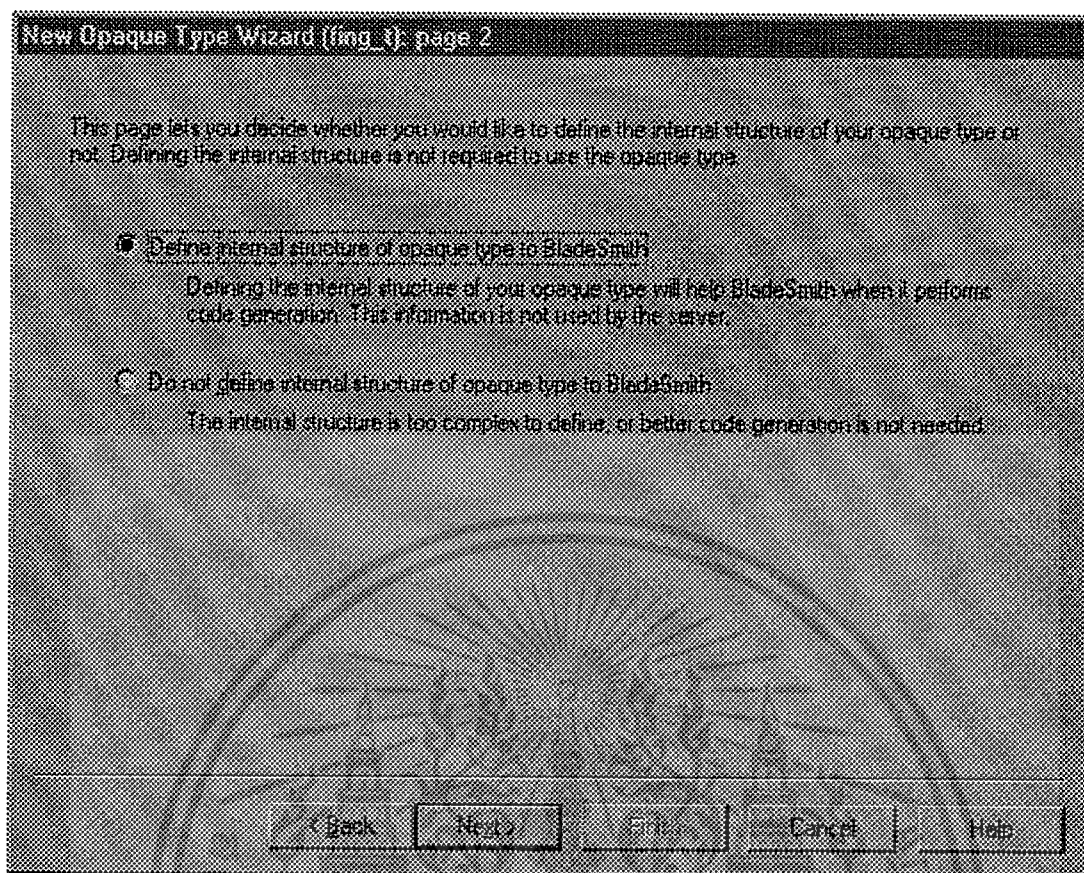 New Opaque Type Wizard (fing_t): page 2
This page lets you decide whether you would like to define the internal structure of your opaque type or
not. Defining the internal structure is not required to use the opaque type.
Define internal structure of opaque type to BladeSmith
Defining the internal structure of your opaque type will help BladeSmith when it performs
code generation. This information is not used by the server.
Do not define internal structure of opaque type to BladeSmith
The internal structure is too complex to define, or better code generation is not needed.
< Back Next > Finish Cancel Help